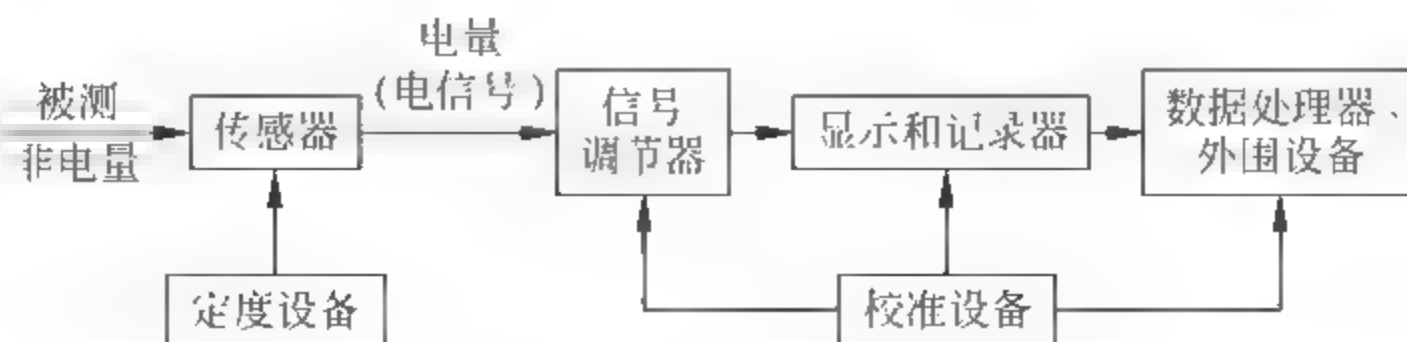 被测
非电量
传感器
电量
(电信号)
信号
调节器
显示和记录器
数据处理器、
外围设备
定度设备
校准设备